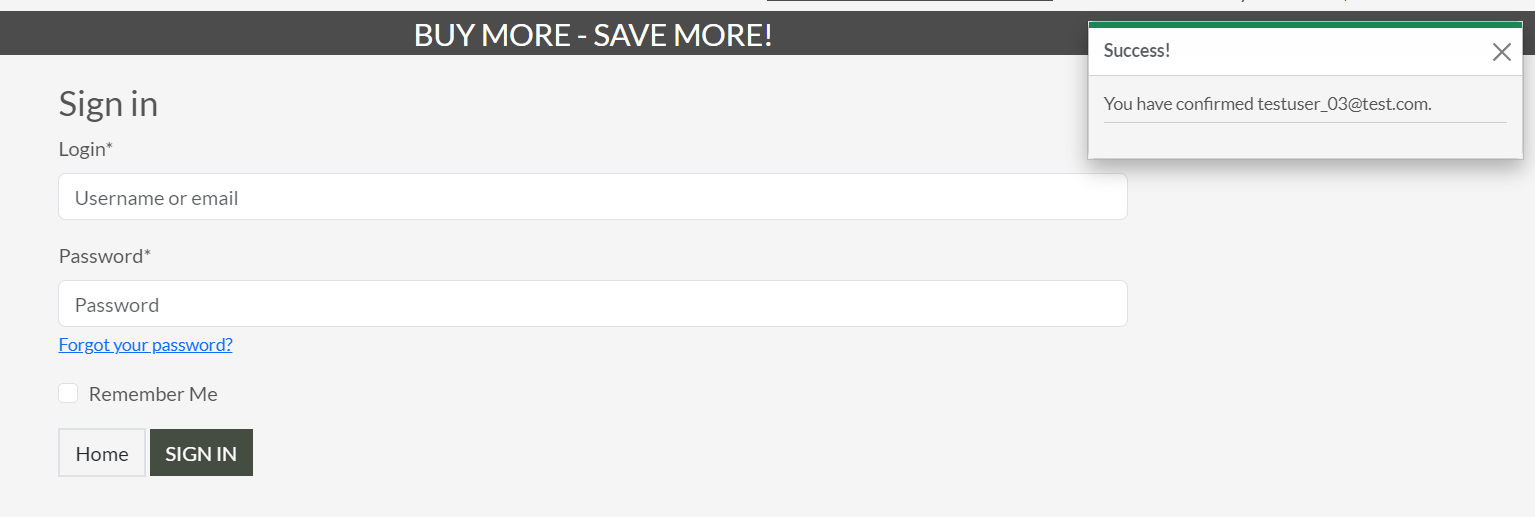 BUY MORE - SAVE MORE!
Success!
You have confirmed testuser_03@test.com.
Sign in
Login*
Username or email
Password*
Password
Forgot your password?
Remember Me
Home
SIGN IN